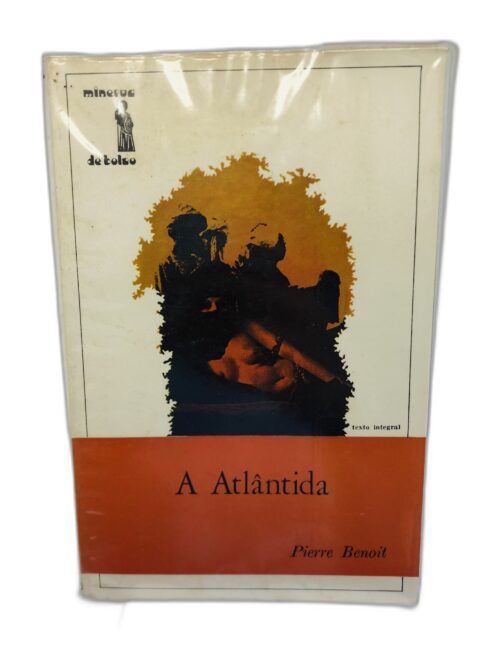 minerva
de bolso
texto integral
A Atlântida
Pierre Benoit